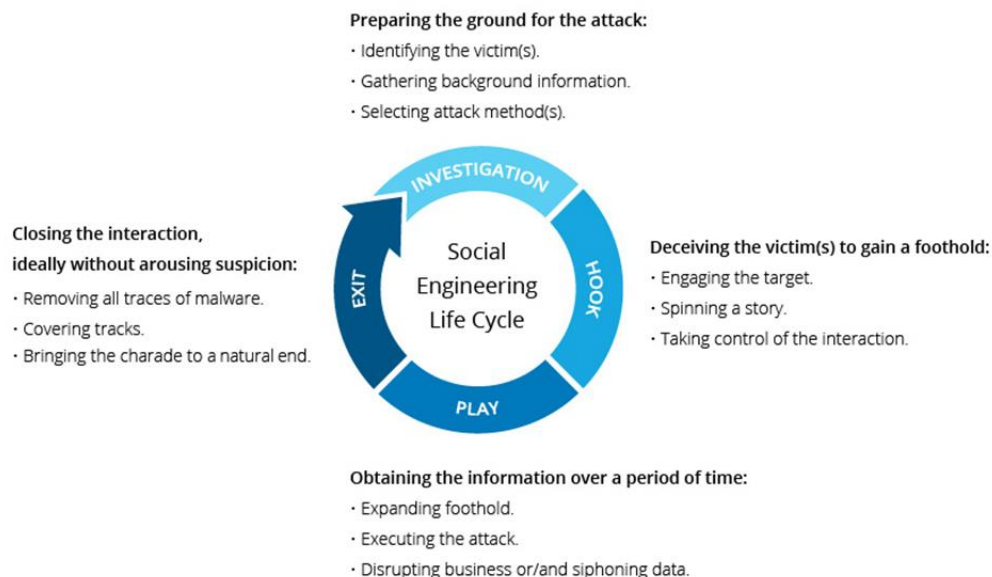 Preparing the ground for the attack:
· Identifying the victim(s).
· Gathering background information.
· Selecting attack method(s).
INVESTIGATION
Closing the interaction,
ideally without arousing suspicion:
· Removing all traces of malware.
· Covering tracks.
· Bringing the charade to a natural end.
EXIT
Social
Engineering
Life Cycle
HOOK
Deceiving the victim(s) to gain a foothold:
· Engaging the target.
· Spinning a story.
· Taking control of the interaction.
PLAY
Obtaining the information over a period of time:
· Expanding foothold.
· Executing the attack.
· Disrupting business or/and siphoning data.